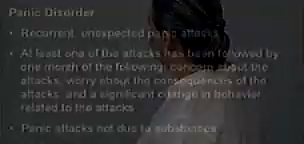 Panic Disorder
• Recurrent, unexpected panic attacks
• At least one of the attacks has been followed by
one month of the following: concern about the
attacks, worry about the consequences of the
attacks, and a significant change in behavior
related to the attacks
• Panic attacks not due to substances